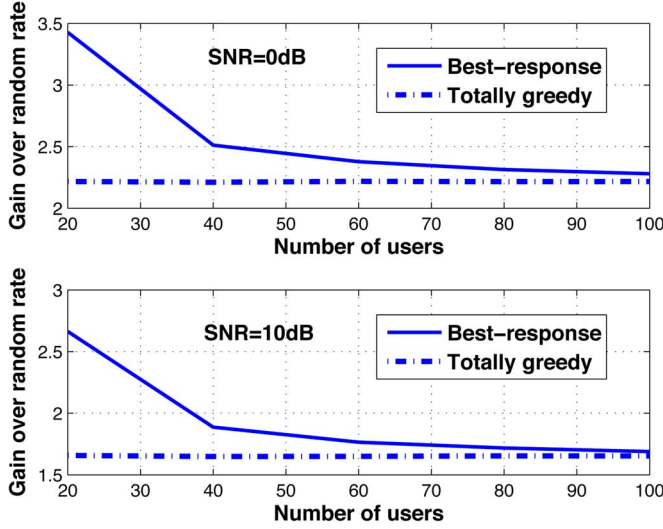 Gain over random rate
3.5
3
2.5
2
SNR=0dB
Best-response
Totally greedy
20 30 40 50 60 70 80 90 100
Number of users
Gain over random rate
3
2.5
2
1.5
SNR=10dB
Best-response
Totally greedy
20 30 40 50 60 70 80 90 100
Number of users